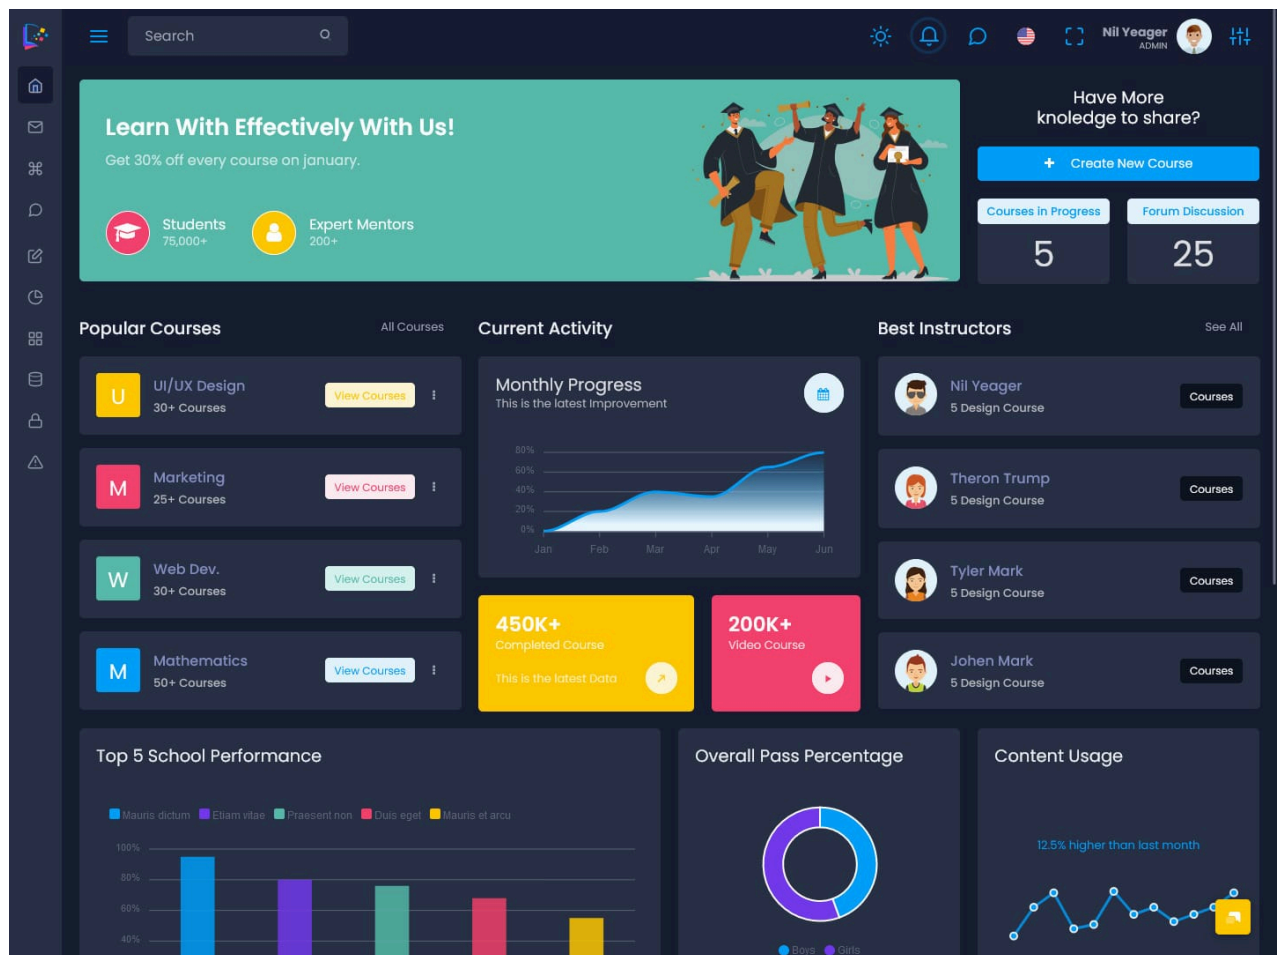 Search
Nil Yeager
ADMIN
Learn With Effectively With Us!
Get 30% off every course on january.
Students
75,000+
Expert Mentors
200+
Have More
knoledge to share?
+ Create New Course
Courses in Progress
5
Forum Discussion
25
Popular Courses
All Courses
U
UI/UX Design
30+ Courses
View Courses
M
Marketing
25+ Courses
View Courses
W
Web Dev.
30+ Courses
View Courses
M
Mathematics
50+ Courses
View Courses
Current Activity
Monthly Progress
This is the latest Improvement
80%
60%
40%
20%
0%
Jan Feb Mar Apr May Jun
450K+
Completed Course
This is the latest Data
200K+
Video Course
Best Instructors
See All
Nil Yeager
5 Design Course
Courses
Theron Trump
5 Design Course
Courses
Tyler Mark
5 Design Course
Courses
Johen Mark
5 Design Course
Courses
Top 5 School Performance
Mauris dictum Etiam vitae Praesent non Duis eget Mauris et arcu
100%
80%
60%
40%
Overall Pass Percentage
Boys Girls
Content Usage
12.5% higher than last month